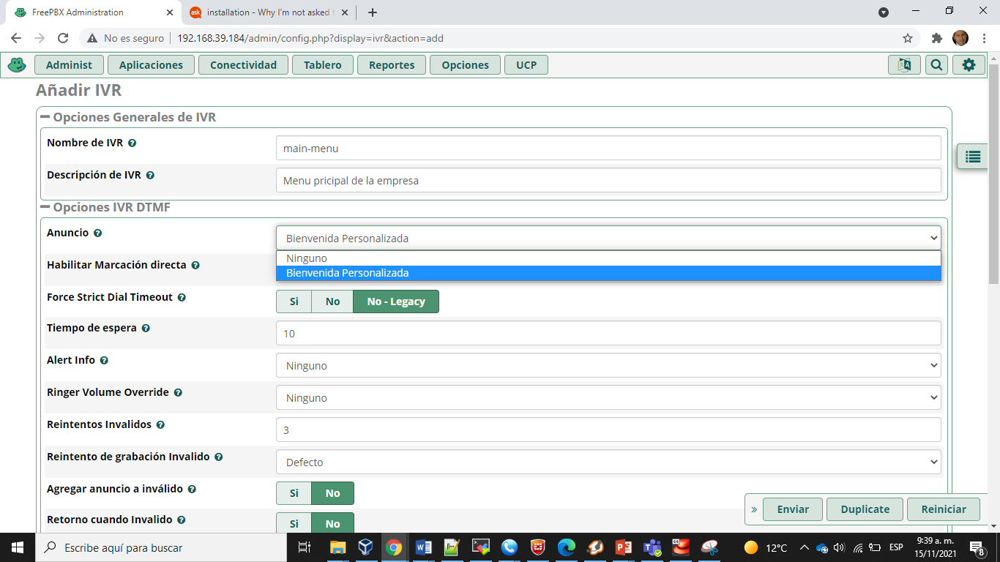 FreePBX Administration
installation - Why I'm not asked t
No es seguro 192.168.39.184/admin/config.php?display=ivr&action=add
Administ Aplicaciones Conectividad Tablero Reportes Opciones UCP
Añadir IVR
Opciones Generales de IVR
Nombre de IVR main-menu
Descripción de IVR Menu pricipal de la empresa
Opciones IVR DTMF
Anuncio Bienvenida Personalizada
Ninguno
Bienvenida Personalizada
Habilitar Marcación directa
Force Strict Dial Timeout Si No No - Legacy
Tiempo de espera 10
Alert Info Ninguno
Ringer Volume Override Ninguno
Reintentos Invalidos 3
Reintento de grabación Invalido Defecto
Agregar anuncio a inválido Si No
Retorno cuando Invalido Si No
» Enviar Duplicate Reiniciar
Escribe aquí para buscar
12°C
ESP
9:39 a. m.
15/11/2021
8